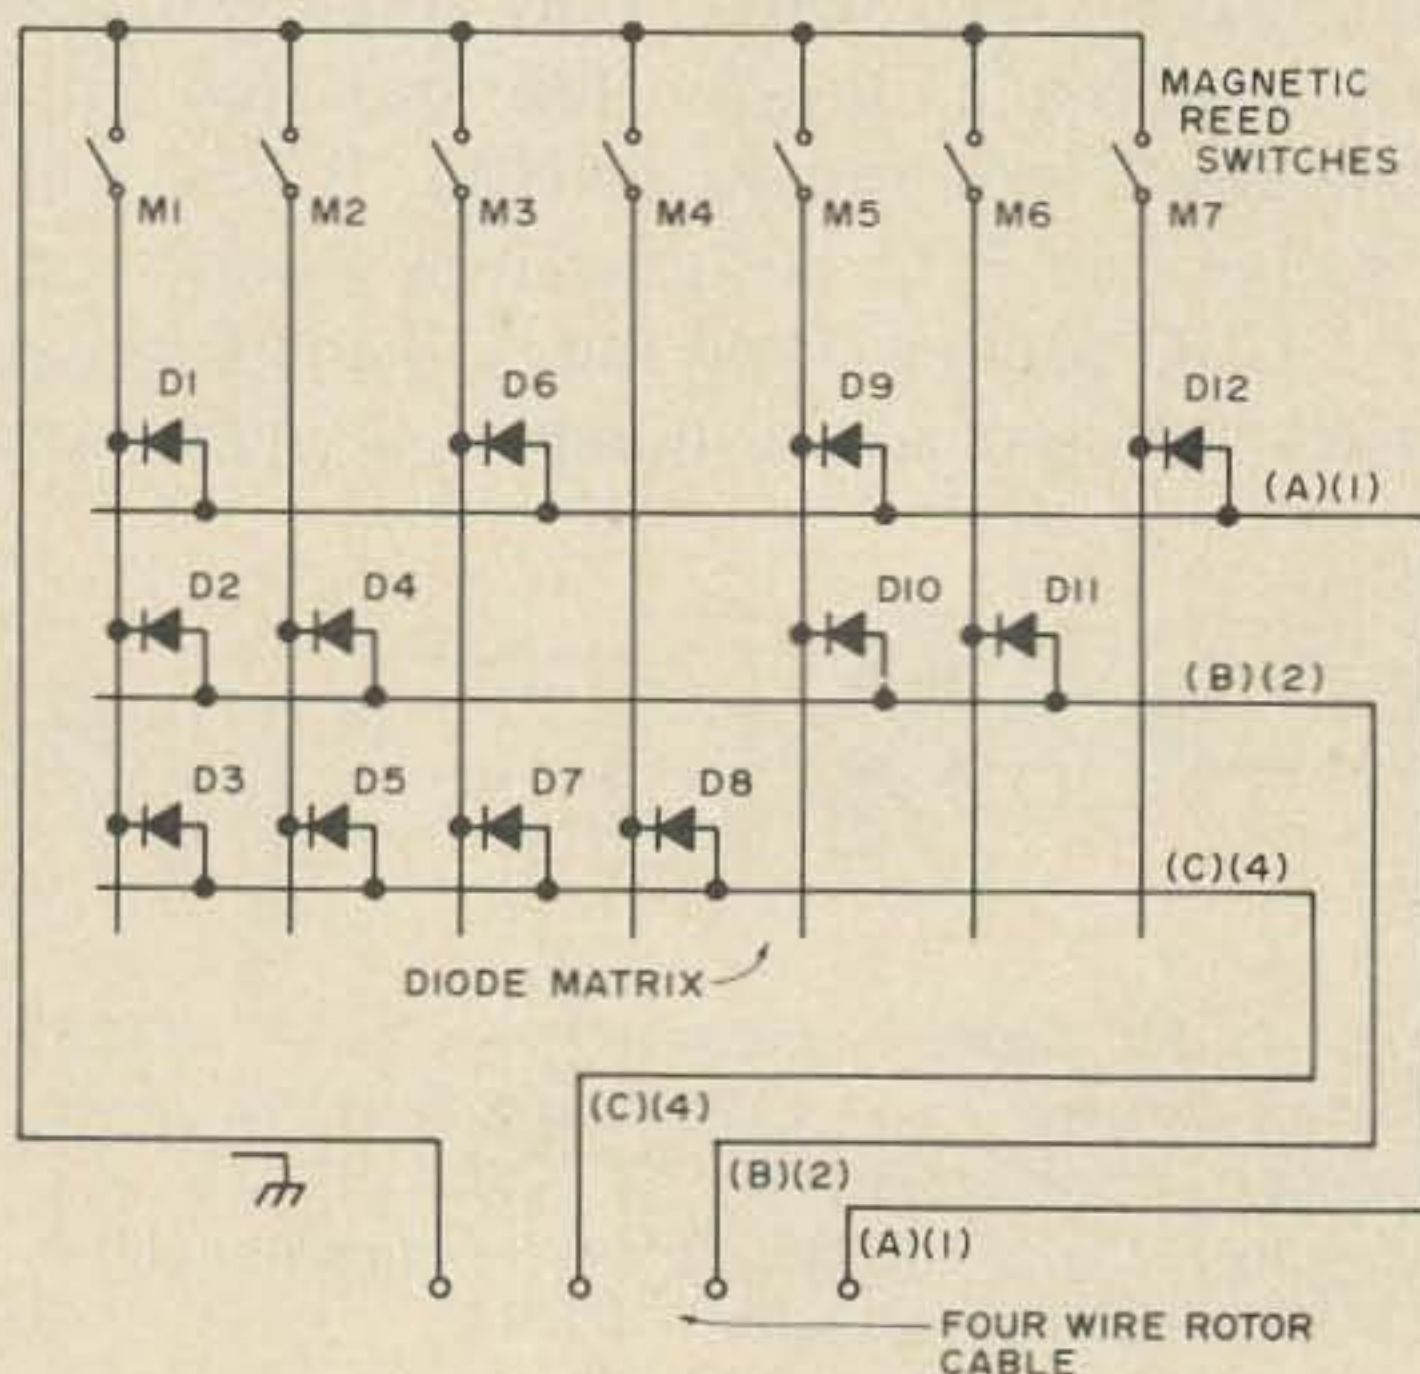 MAGNETIC
REED
SWITCHES
M1
M2
M3
M4
M5
M6
M7
D1
D6
D9
D12
(A)(1)
D2
D4
D10
D11
(B)(2)
D3
D5
D7
D8
(C)(4)
DIODE MATRIX
(C)(4)
(B)(2)
(A)(1)
FOUR WIRE ROTOR
CABLE